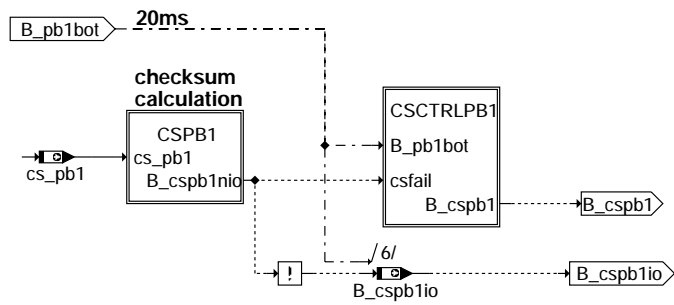 B_pb1bot
20ms
checksum
calculation
CSPB1
cs_pb1
B_cspb1nio
cs_pb1
CSCTRLPB1
B_pb1bot
csfail
B_cspb1
B_cspb1
/6/
!
B_cspb1io
B_cspb1io